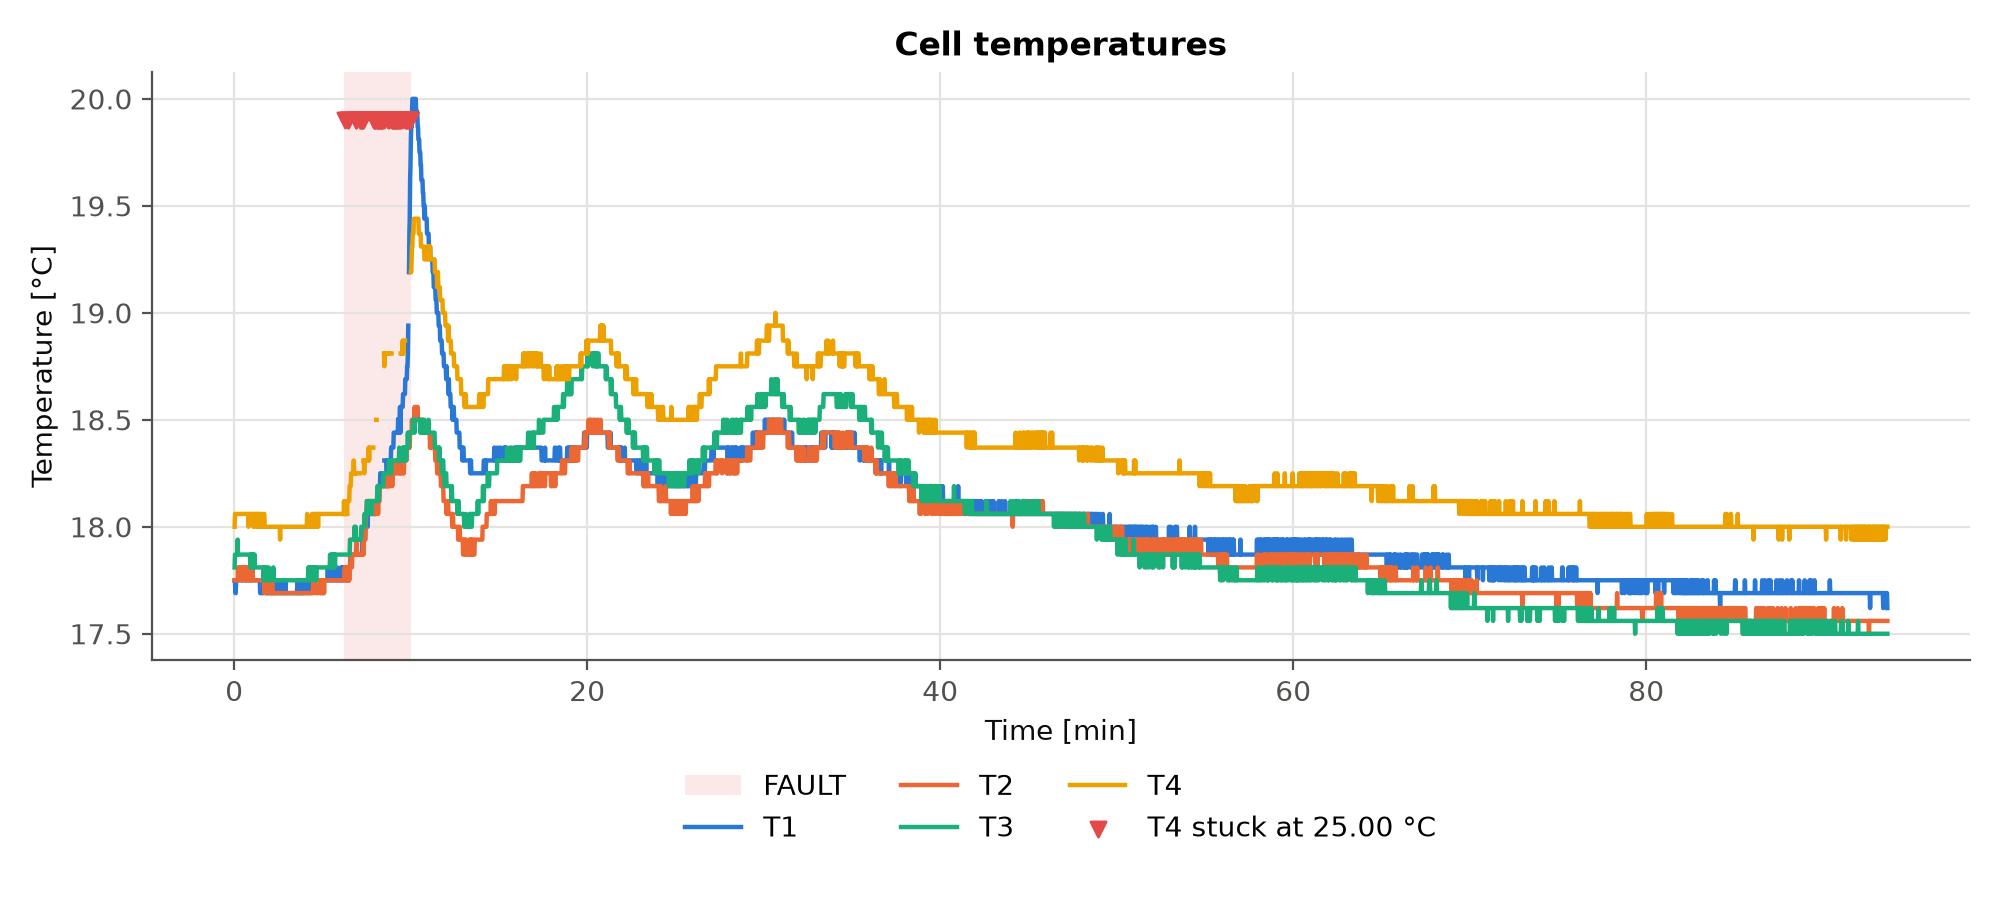 Cell temperatures
Temperature [°C]
20.0
19.5
19.0
18.5
18.0
17.5
0 20 40 60 80
Time [min]
FAULT T2 T4
T1 T3 T4 stuck at 25.00 °C